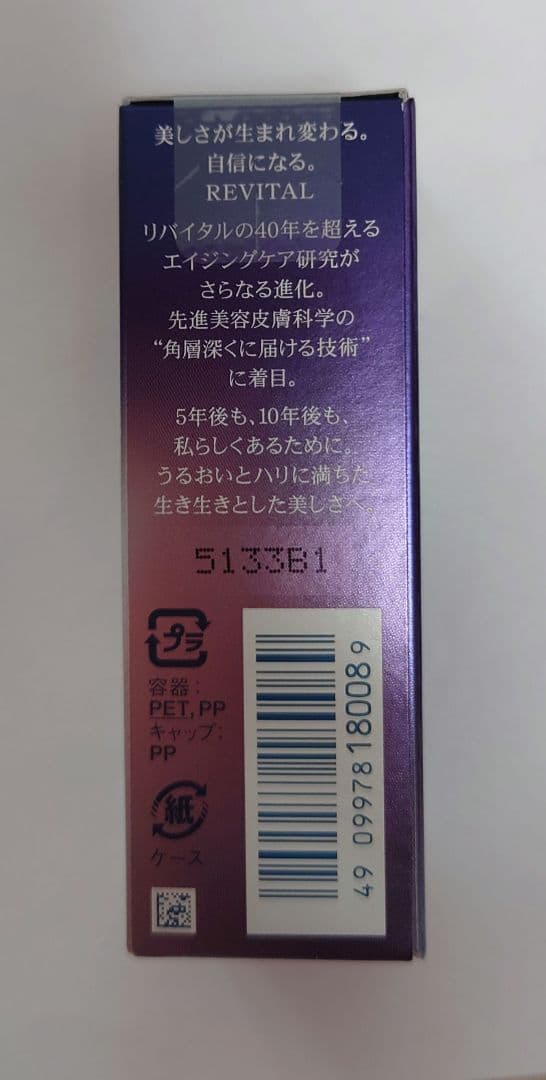 美しさが生まれ変わる。
自信になる。
REVITAL
リバイタルの40年を超える
エイジングケア研究が
さらなる進化。
先進美容皮膚科学の
“角層深くに届ける技術”
に着目。
5年後も、10年後も、
私らしくあるために。
うるおいとハリに満ちた
生き生きとした美しさへ。
5133B1
プラ
容器：
PET, PP
キャップ：
PP
紙
ケース
49 09978 180089